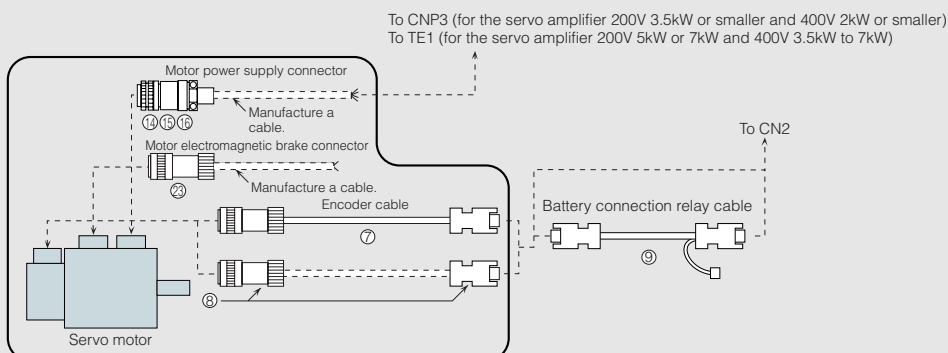 To CNP3 (for the servo amplifier 200V 3.5kW or smaller and 400V 2kW or smaller)
To TE1 (for the servo amplifier 200V 5kW or 7kW and 400V 3.5kW to 7kW)
Motor power supply connector
Manufacture a
cable.
⑭⑮⑯
To CN2
Motor electromagnetic brake connector
Manufacture a cable.
㉓
Encoder cable
Battery connection relay cable
⑦
⑨
⑧
Servo motor